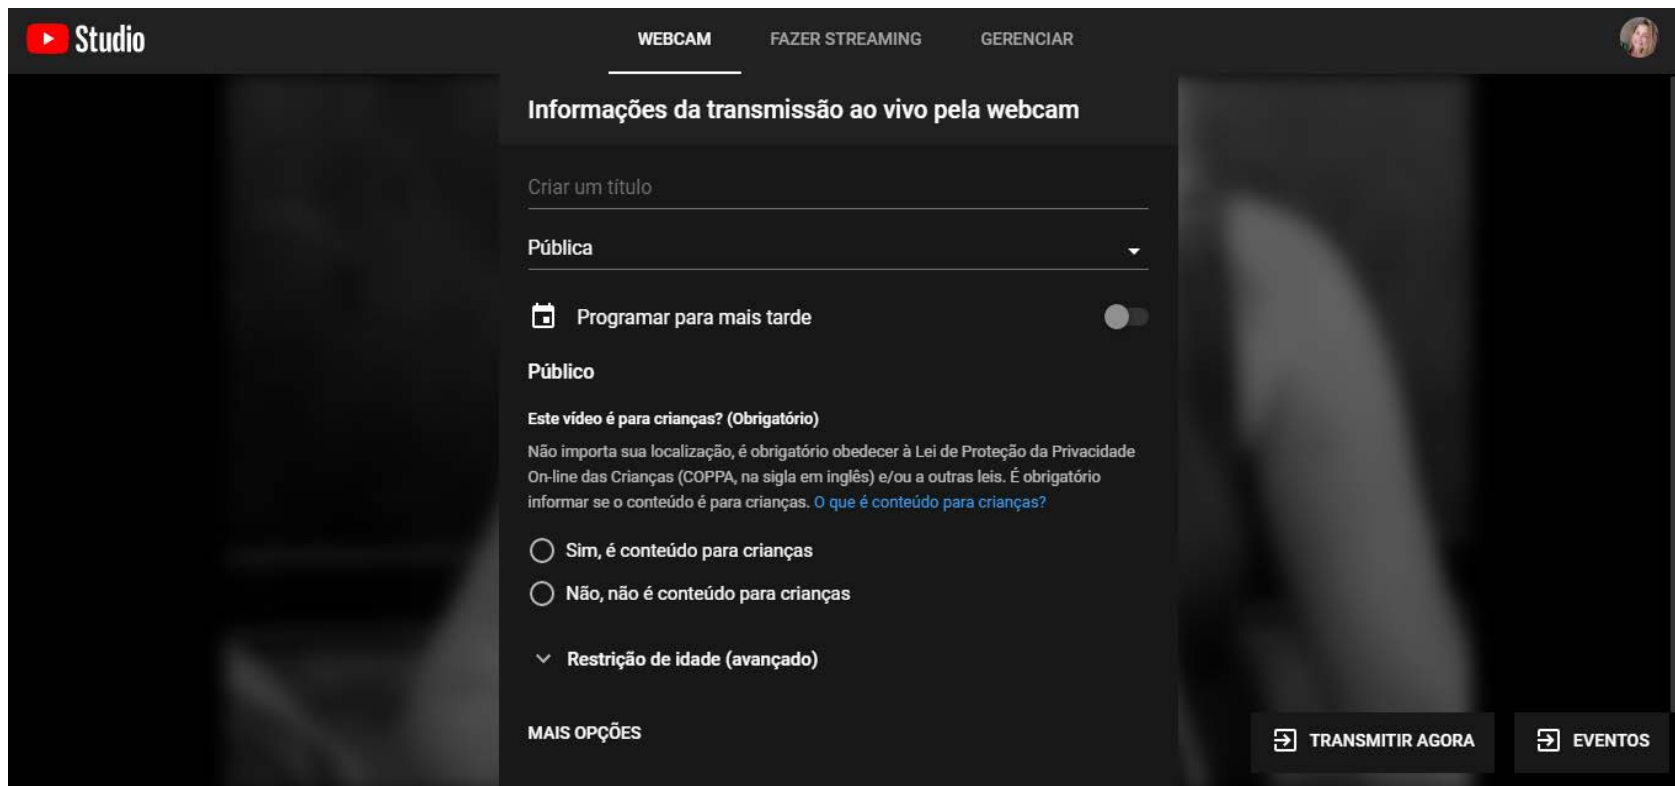 Studio
WEBCAM
FAZER STREAMING
GERENCIAR
Informações da transmissão ao vivo pela webcam
Criar um título
Pública
Programar para mais tarde
Público
Este vídeo é para crianças? (Obrigatório)
Não importa sua localização, é obrigatório obedecer à Lei de Proteção da Privacidade
On-line das Crianças (COPPA, na sigla em inglês) e/ou a outras leis. É obrigatório
informar se o conteúdo é para crianças. O que é conteúdo para crianças?
Sim, é conteúdo para crianças
Não, não é conteúdo para crianças
Restrição de idade (avançado)
MAIS OPÇÕES
TRANSMITIR AGORA
EVENTOS